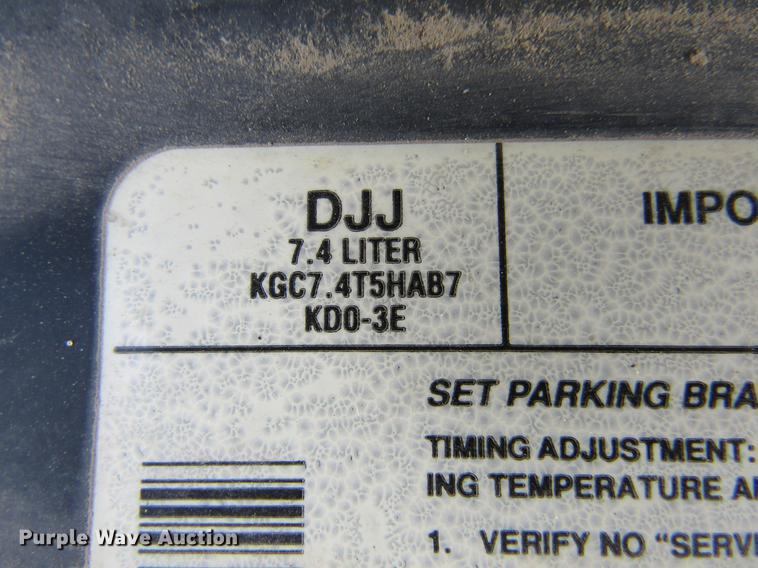 DJJ
7.4 LITER
KGC7.4T5HAB7
KD0-3E
IMPO
SET PARKING BRA
TIMING ADJUSTMENT:
ING TEMPERATURE A
1. VERIFY NO "SERV
Purple Wave Auction